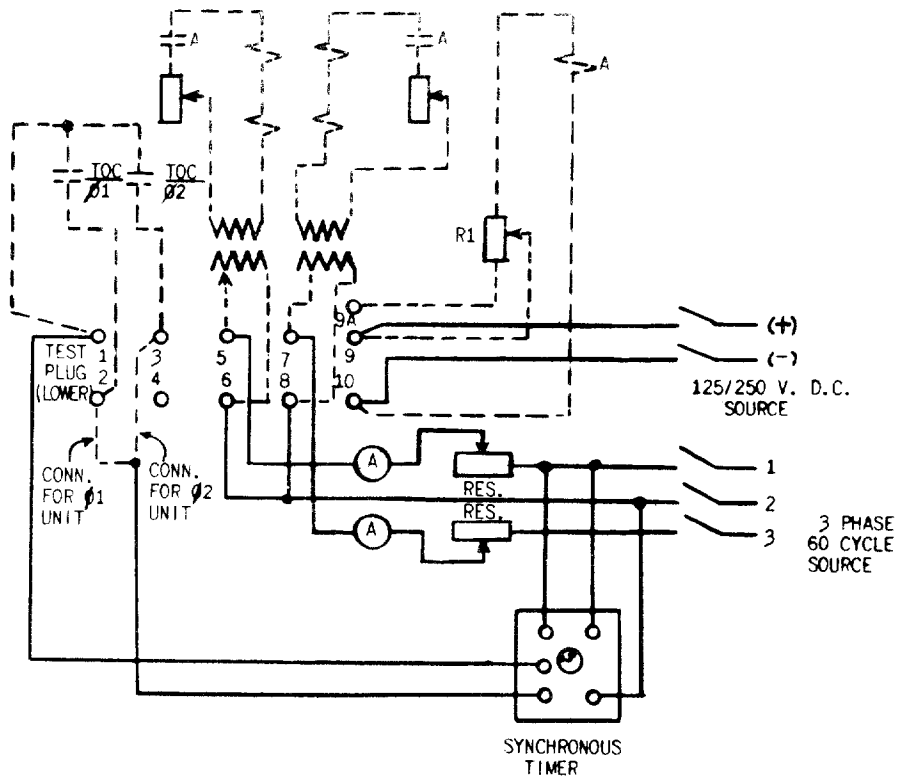 A
A
A
TOC
Ø1
TOC
Ø2
R1
9A
(+)
TEST
PLUG
(LOWER)
1
2
3
4
5
6
7
8
9
10
(-)
125/250 V. D.C.
SOURCE
CONN.
FOR Ø1
UNIT
CONN.
FOR Ø2
UNIT
A
RES.
RES.
A
1
2
3
3 PHASE
60 CYCLE
SOURCE
SYNCHRONOUS
TIMER